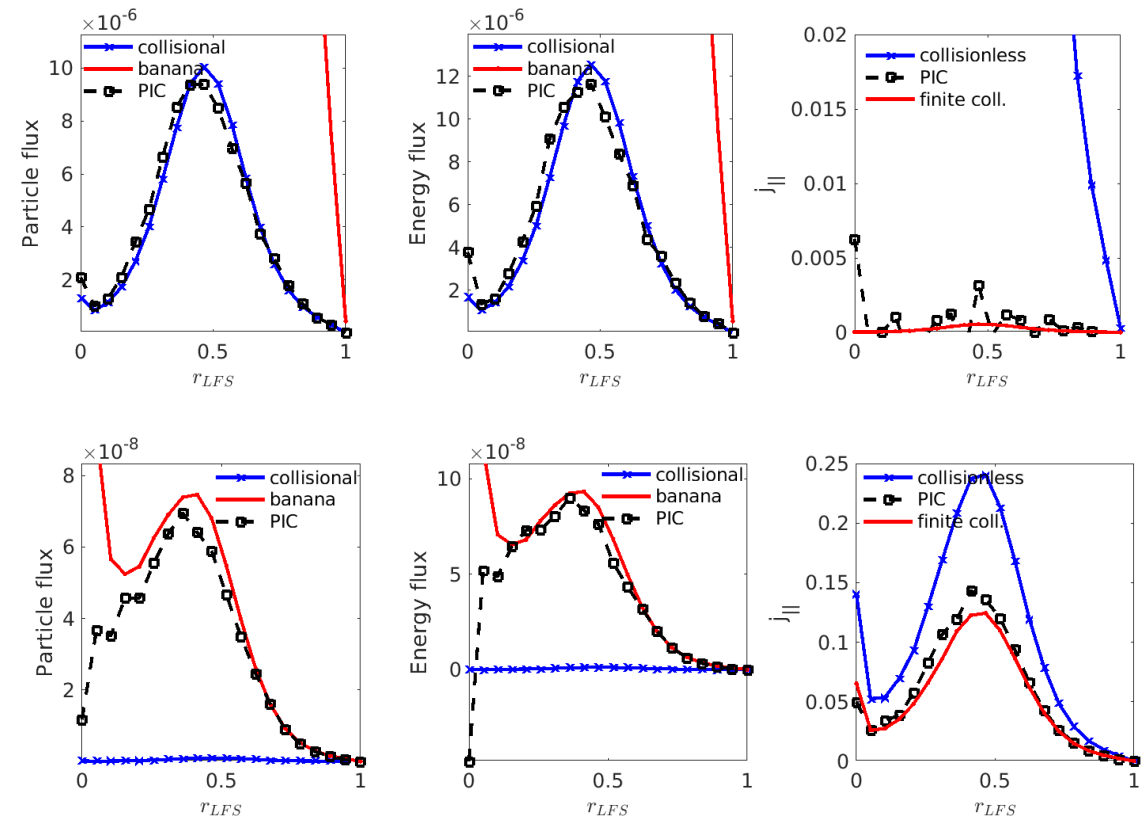 ×10⁻⁶
Particle flux
10
8
6
4
2
collisional
banana
PIC
0
0.5
1
r_LFS
×10⁻⁶
Energy flux
12
10
8
6
4
2
collisional
banana
PIC
0
0.5
1
r_LFS
j_||
0.02
0.015
0.01
0.005
0
collisionless
PIC
finite coll.
0
0.5
1
r_LFS
×10⁻⁸
Particle flux
8
6
4
2
collisional
banana
PIC
0
0.5
1
r_LFS
×10⁻⁸
Energy flux
10
5
0
collisional
banana
PIC
0
0.5
1
r_LFS
j_||
0.25
0.2
0.15
0.1
0.05
0
collisionless
PIC
finite coll.
0
0.5
1
r_LFS